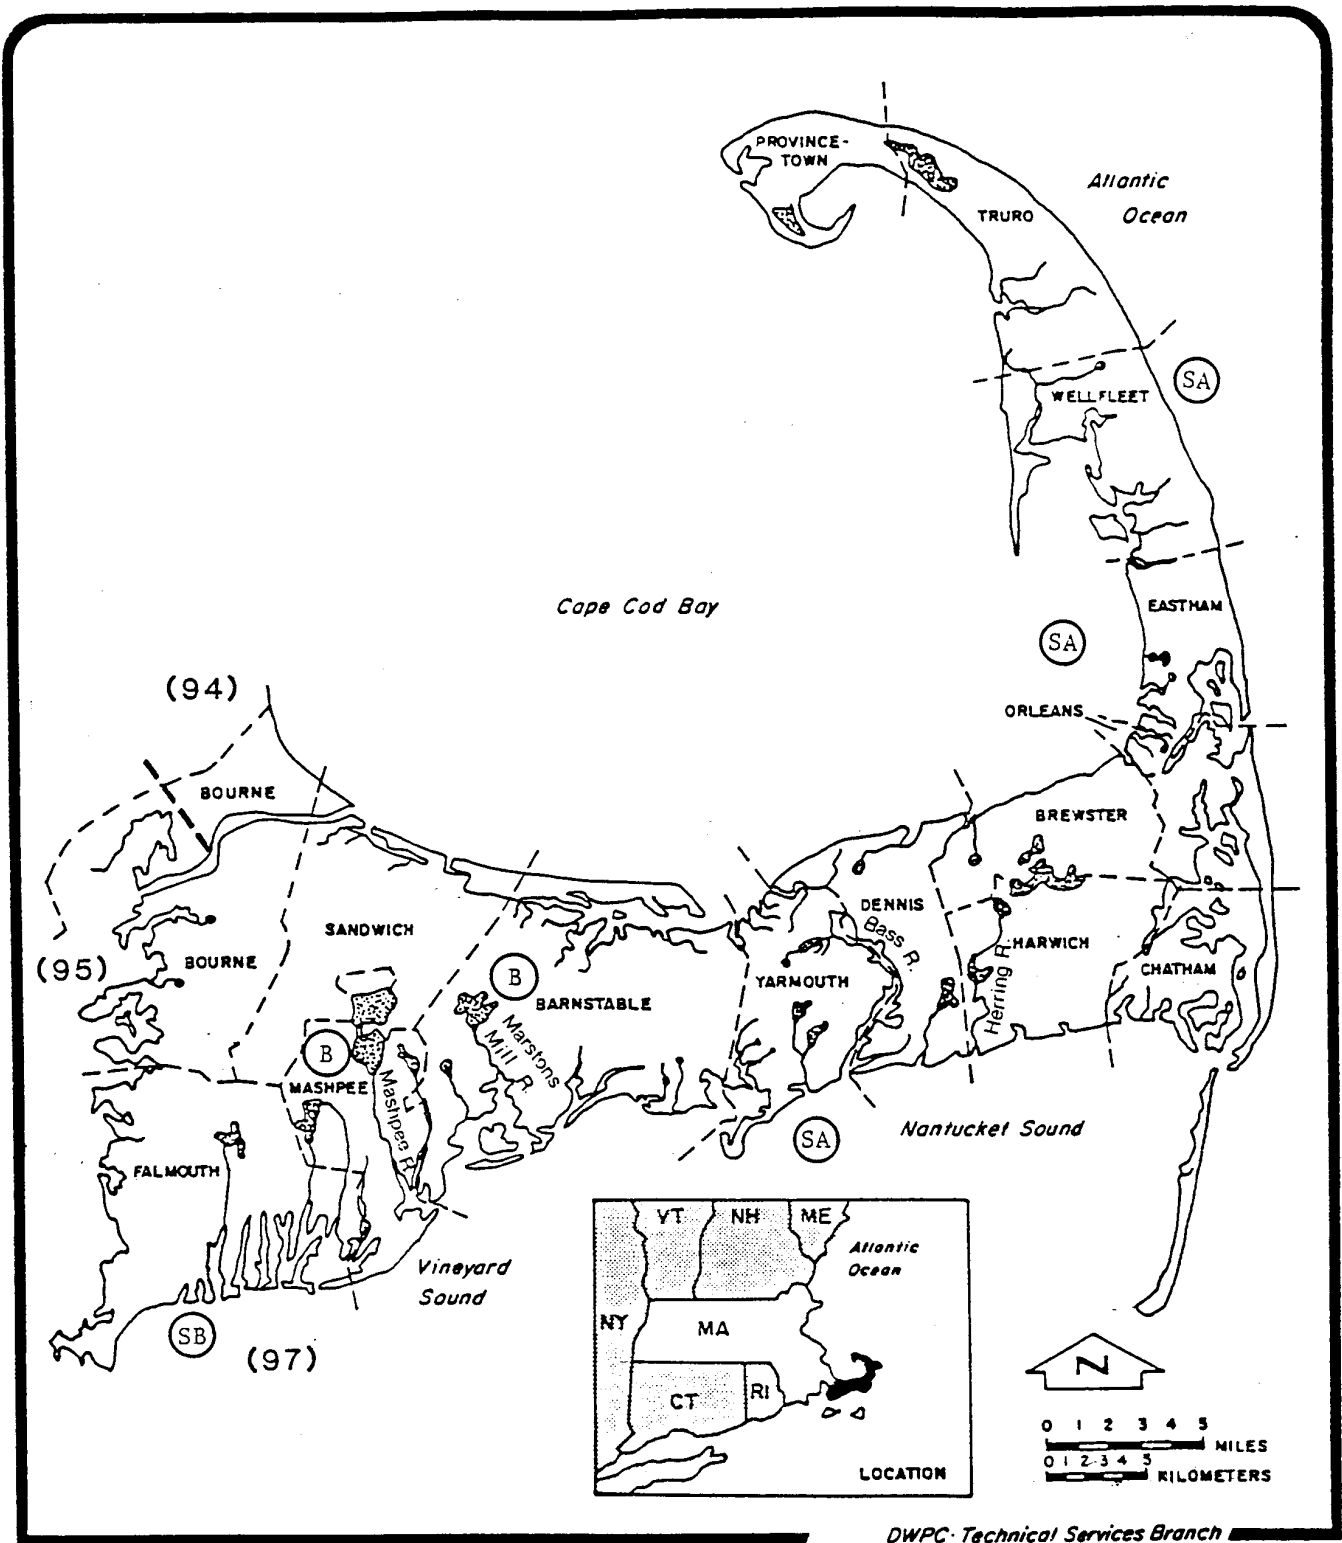 PROVINCE-
TOWN
Atlantic
Ocean
TRURO
SA
WELLFLEET
Cape Cod Bay
EASTHAM
SA
(94)
ORLEANS
BOURNE
BREWSTER
SANDWICH
DENNIS
Bass R.
(95)
BOURNE
B
BARNSTABLE
YARMOUTH
HARWICH
Herring R.
CHATHAM
B
MASHPEE
Mashpee R.
Marstons
Mill R.
SA
Nantucket Sound
FALMOUTH
Vineyard
Sound
SB
(97)
VT
NH
ME
Atlantic
Ocean
NY
MA
CT
RI
LOCATION
N
0 1 2 3 4 5
MILES
0 1 2 3 4 5
KILOMETERS
DWPC· Technical Services Branch